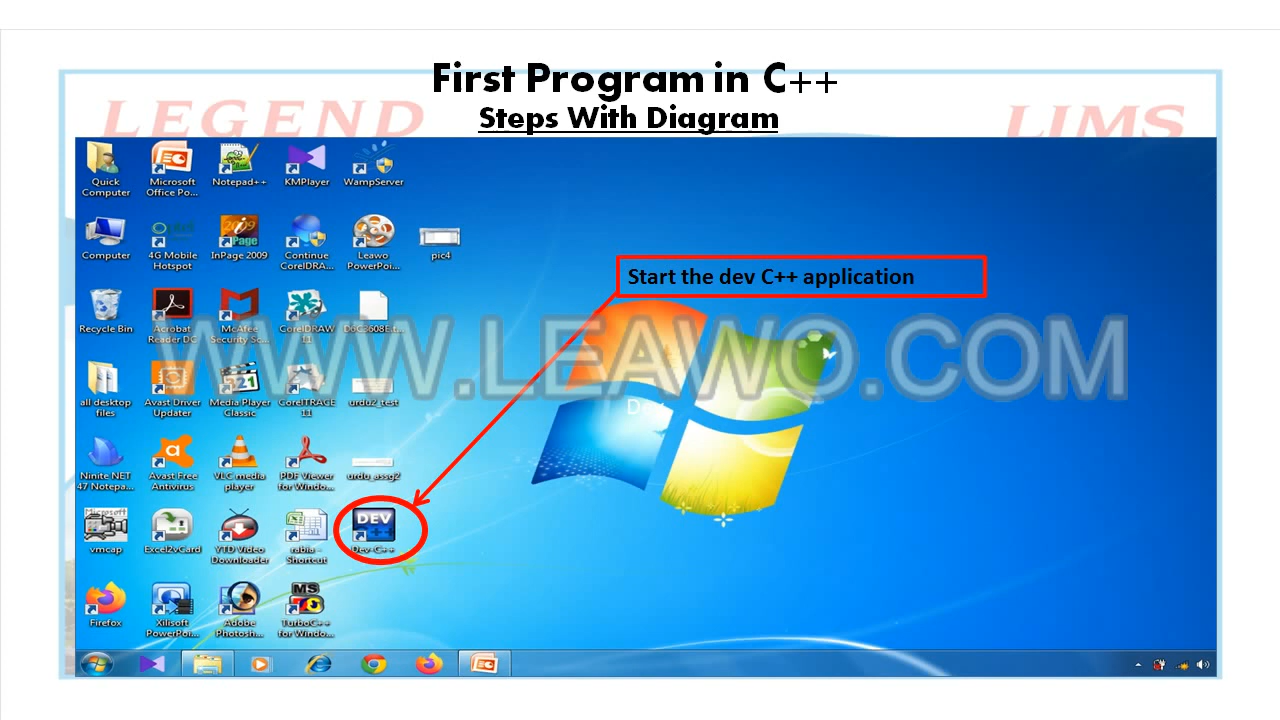 First Program in C++
Steps With Diagram
LEGEND LIMS
Quick Computer
Microsoft Office Po...
Notepad++
KMPlayer
WampServer
Computer
4G Mobile Hotspot
InPage 2009
Continue CorelDRA...
Leawo PowerPoi...
pic4
Start the dev C++ application
Recycle Bin
Acrobat Reader DC
McAfee Security Sc...
CorelDRAW 11
WWW.LEAWO.COM
all desktop files
Avast Driver Updater
Media Player Classic
CorelTRACE 11
urdu2_test
Ninite NET 47 Notepa...
Avast Free Antivirus
VLC media player
PDF Viewer for Windo...
urdu_assg2
vmcap
Excel2vCard
YTD Video Downloader
rabia - Shortcut
DEV
Dev-C++
Firefox
Xilisoft PowerPoi...
Adobe Photosh...
TurboC++ for Windo...